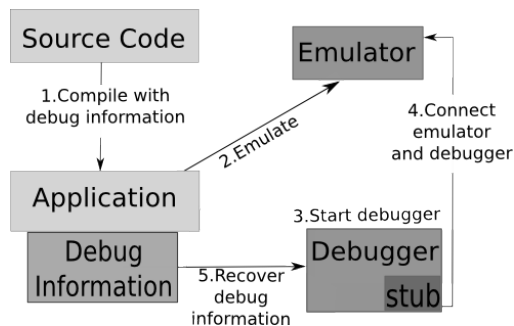 Source Code
1.Compile with
debug information
Emulator
2.Emulate
4.Connect
emulator
and debugger
Application
Debug
Information
3.Start debugger
Debugger
stub
5.Recover
debug
information